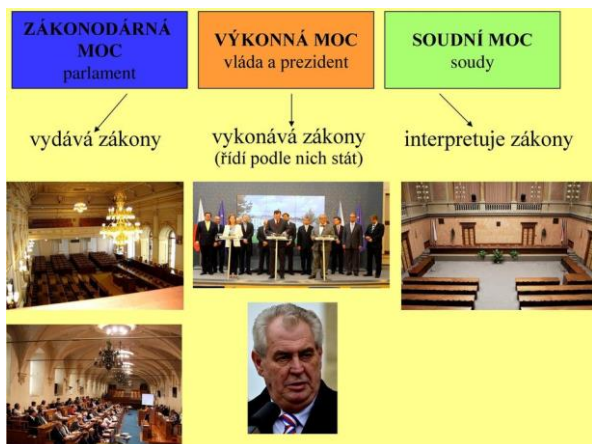 ZÁKONODÁRNÁ
MOC
parlament
VÝKONNÁ MOC
vláda a prezident
SOUDNÍ MOC
soudy
vydává zákony
vykonává zákony
(řídí podle nich stát)
interpretuje zákony